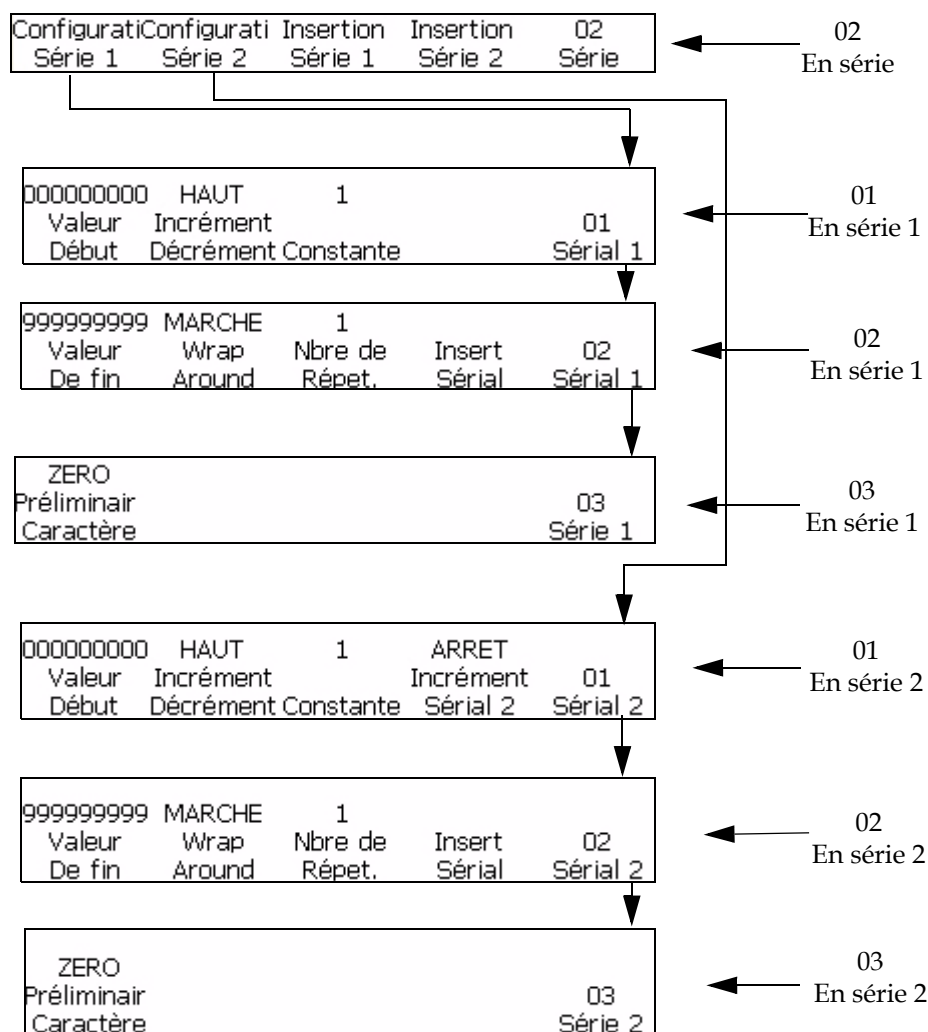 ConfiguratiConfigurati Insertion Insertion 02
Série 1 Série 2 Série 1 Série 2 Série
02
En série
000000000 HAUT 1
Valeur Incrément 01
Début Décrément Constante Sérial 1
01
En série 1
999999999 MARCHE 1
Valeur Wrap Nbre de Insert 02
De fin Around Répet. Sérial Sérial 1
02
En série 1
ZERO
Préliminair 03
Caractère Série 1
03
En série 1
000000000 HAUT 1 ARRET
Valeur Incrément Incrément 01
Début Décrément Constante Sérial 2 Sérial 2
01
En série 2
999999999 MARCHE 1
Valeur Wrap Nbre de Insert 02
De fin Around Répet. Sérial Sérial 2
02
En série 2
ZERO
Préliminair 03
Caractère Série 2
03
En série 2